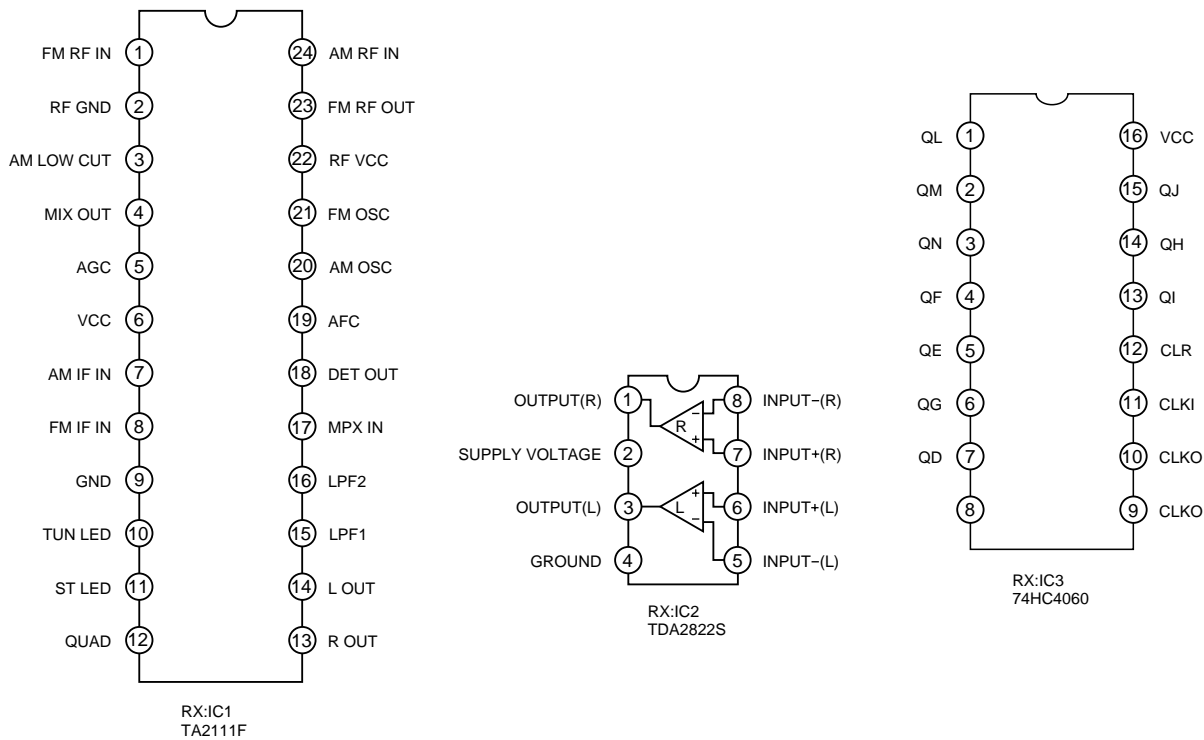 FM RF IN 1 24 AM RF IN
RF GND 2 23 FM RF OUT
AM LOW CUT 3 22 RF VCC
MIX OUT 4 21 FM OSC
AGC 5 20 AM OSC
VCC 6 19 AFC
AM IF IN 7 18 DET OUT
FM IF IN 8 17 MPX IN
GND 9 16 LPF2
TUN LED 10 15 LPF1
ST LED 11 14 L OUT
QUAD 12 13 R OUT
RX:IC1
TA2111F
OUTPUT(R) 1 R − + 8 INPUT−(R)
SUPPLY VOLTAGE 2 7 INPUT+(R)
OUTPUT(L) 3 L + − 6 INPUT+(L)
GROUND 4 5 INPUT−(L)
RX:IC2
TDA2822S
QL 1 16 VCC
QM 2 15 QJ
QN 3 14 QH
QF 4 13 QI
QE 5 12 CLR
QG 6 11 CLKI
QD 7 10 CLKO
8 9 CLKO
RX:IC3
74HC4060